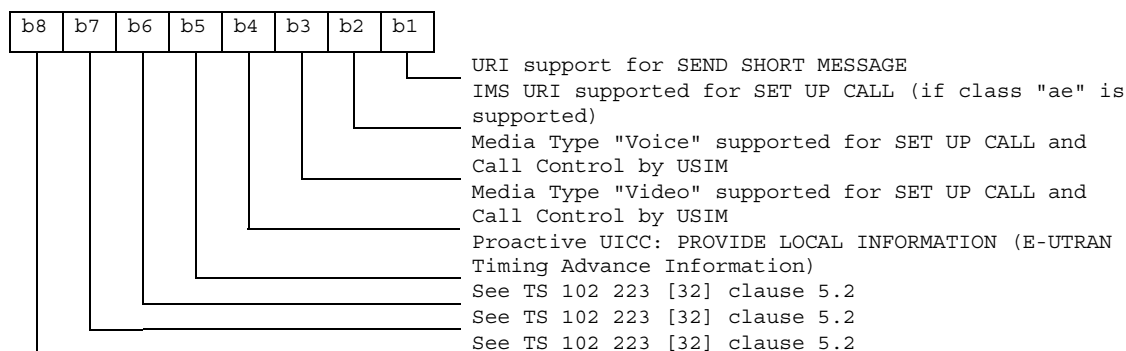 b8 b7 b6 b5 b4 b3 b2 b1
URI support for SEND SHORT MESSAGE
IMS URI supported for SET UP CALL (if class "ae" is
supported)
Media Type "Voice" supported for SET UP CALL and
Call Control by USIM
Media Type "Video" supported for SET UP CALL and
Call Control by USIM
Proactive UICC: PROVIDE LOCAL INFORMATION (E-UTRAN
Timing Advance Information)
See TS 102 223 [32] clause 5.2
See TS 102 223 [32] clause 5.2
See TS 102 223 [32] clause 5.2